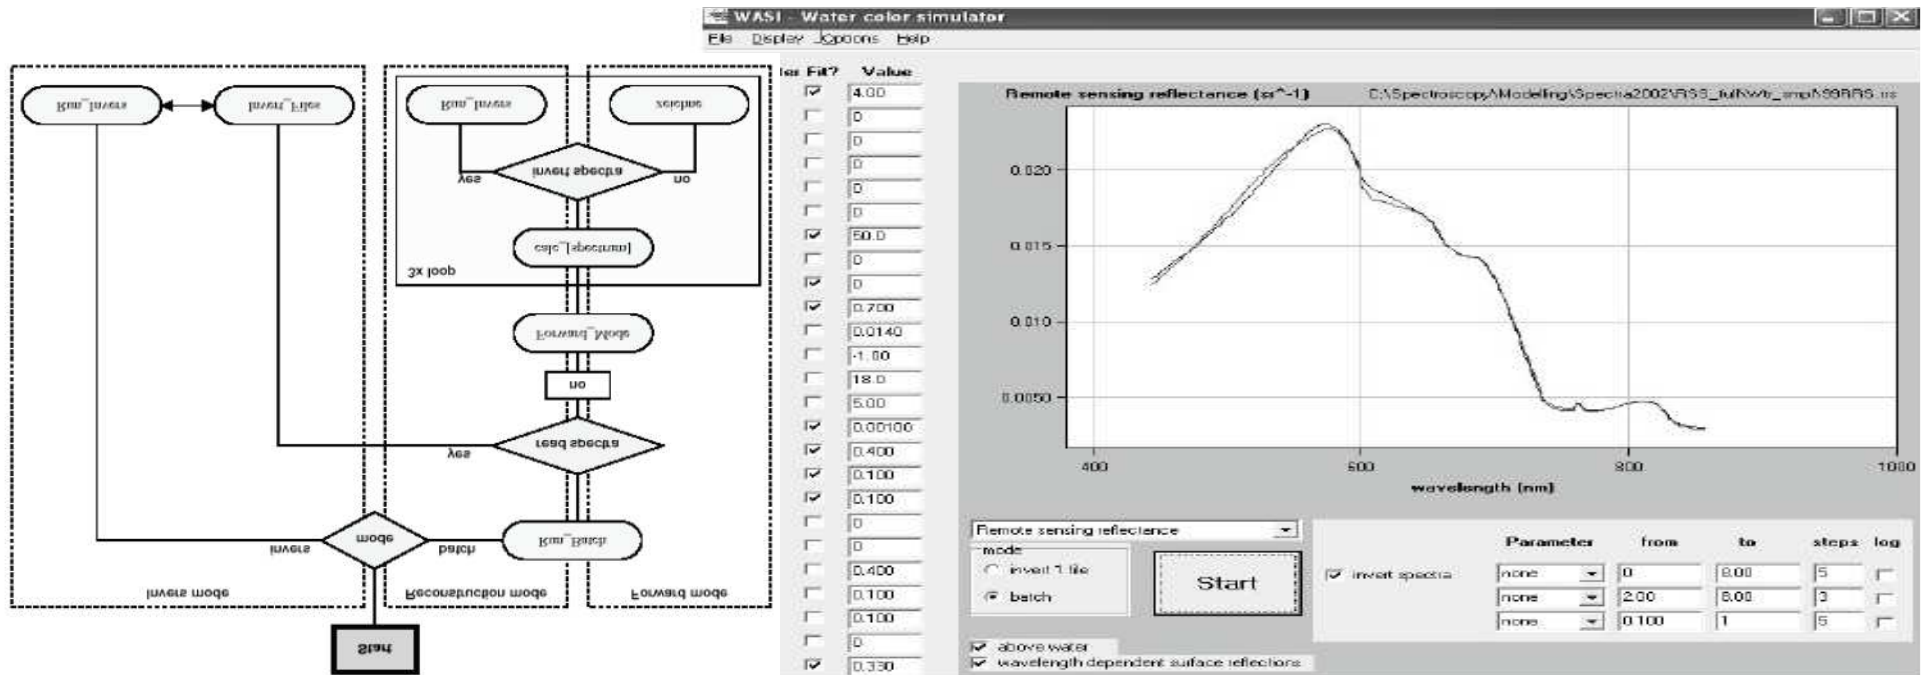 WASI - Water color simulator
File Display Options Help
Run_Invers
Invert_Files
Run_Invers
zeichne
invert spectra
yes
no
calc_[spectrum]
3x loop
Forward_Mode
no
read spectra
yes
mode
invers
batch
Run_Batch
Invers mode
Reconstruction mode
Forward mode
Start
Fit? Value
4.00
0
0
0
0
0
50.0
0
0
0.700
0.0140
-1.00
18.0
5.00
0.00100
0.400
0.100
0.100
0
0
0.400
0.100
0.100
0
0.330
Remote sensing reflectance (sr^-1)
0.020
0.015
0.010
0.0050
400 600 800 1000
wavelength [nm]
Remote sensing reflectance
mode
invert 1 file
batch
Start
above water
wavelength dependent surface reflections
invert spectra
Parameter from to steps log
none 0 8.00 5
none 2.00 8.00 3
none 0.100 1 5